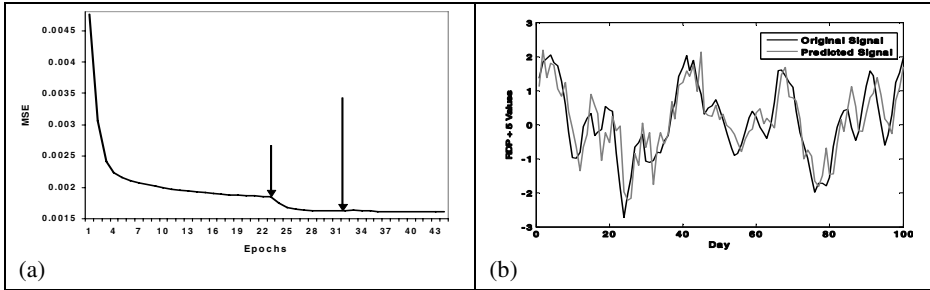 0.0045
0.004
0.0035
0.003
0.0025
0.002
0.0015
MSE
1 4 7 10 13 16 19 22 25 28 31 34 37 40 43
Epochs
(a)
3
2
1
0
-1
-2
-3
RDP + 5 Values
Original Signal
Predicted Signal
0 20 40 60 80 100
Day
(b)